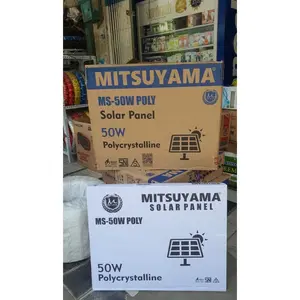 MITSUYAMA
MS-50W POLY
Solar Panel
50W
Polycrystalline
MITSUYAMA
SOLAR PANEL
MS-50W POLY
50W
Polycrystalline